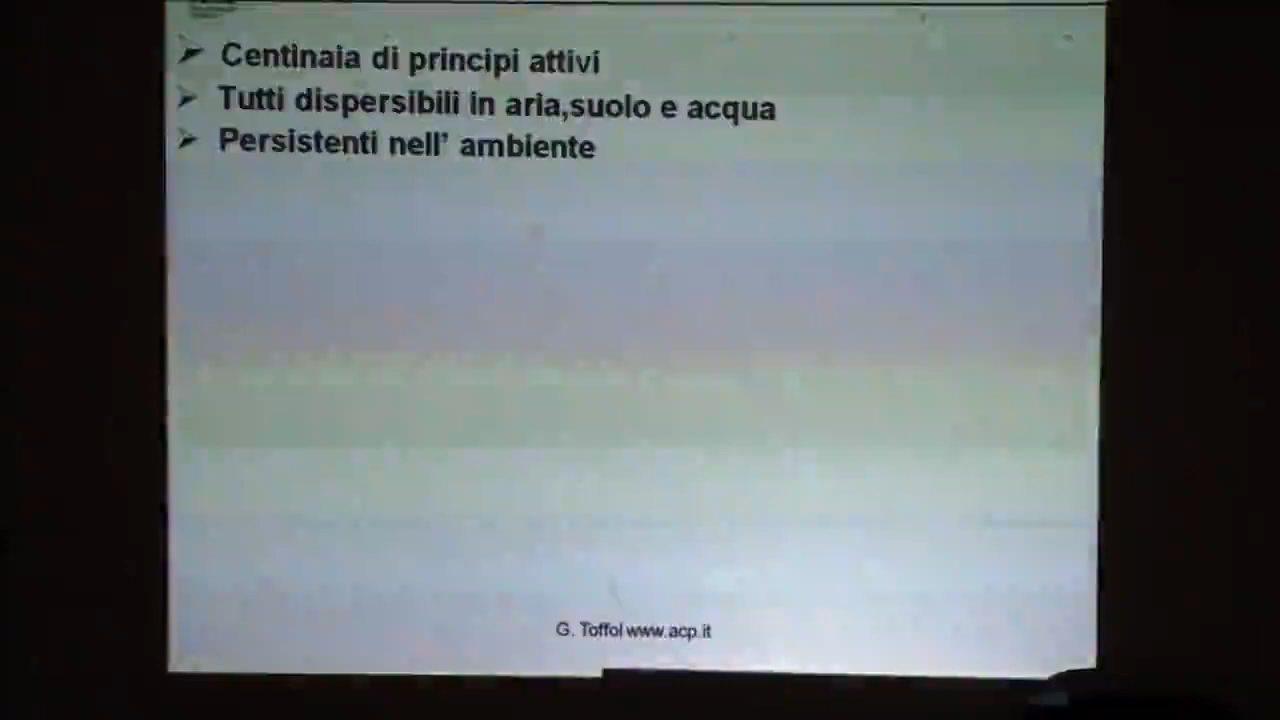 Centinaia di principi attivi
Tutti dispersibili in aria,suolo e acqua
Persistenti nell' ambiente
G. Toffol www.acp.it